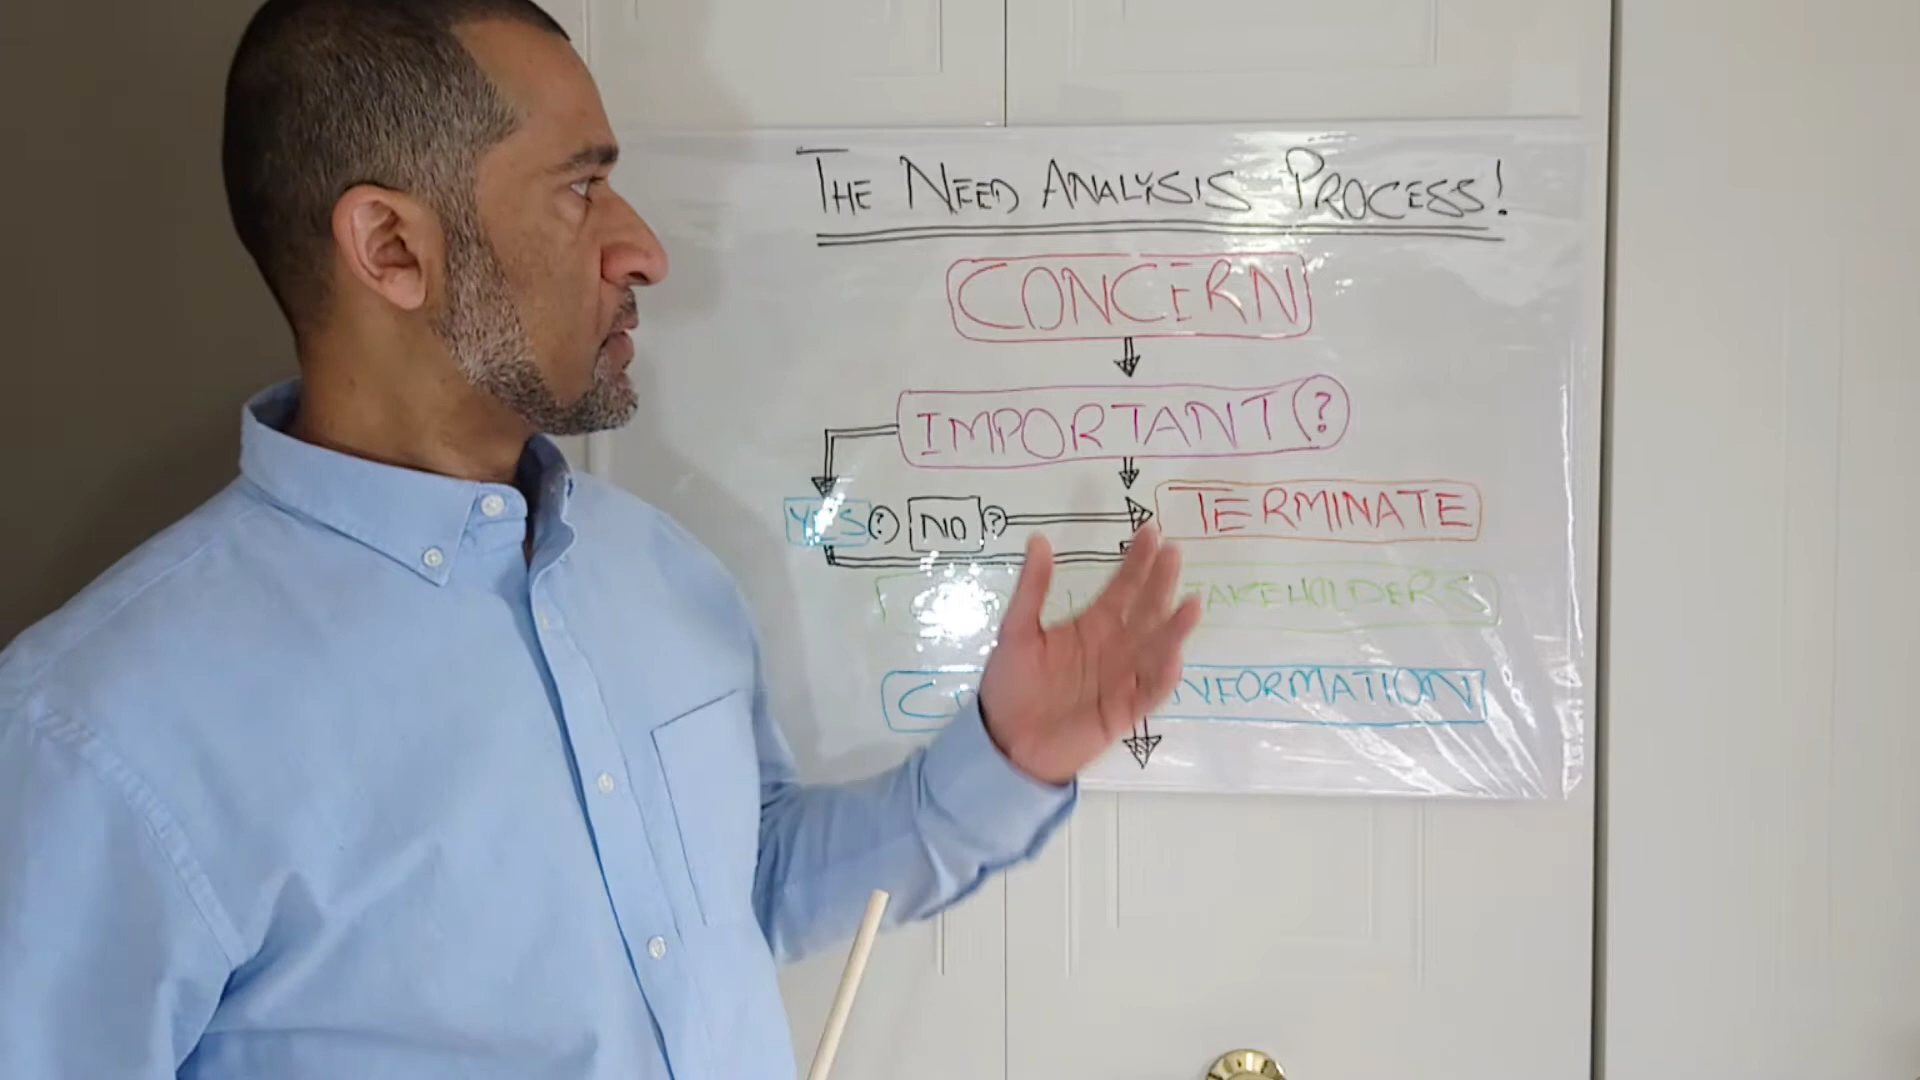 THE NEED ANALYSIS PROCESS!
CONCERN
IMPORTANT ?
YES ? NO ? TERMINATE
STAKEHOLDERS
INFORMATION